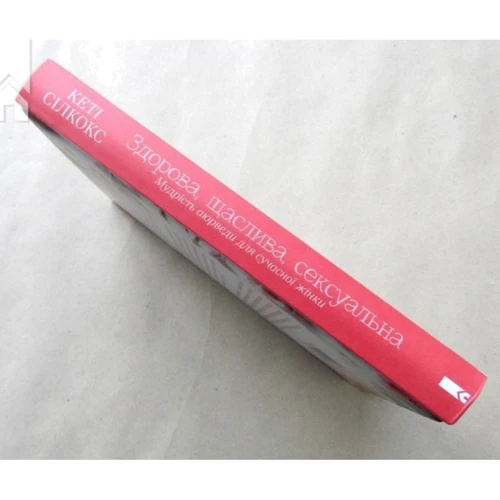 КЕТІ
СІЛКОКС
Здорова, щаслива, сексуальна
Мудрість аюрведи для сучасної жінки